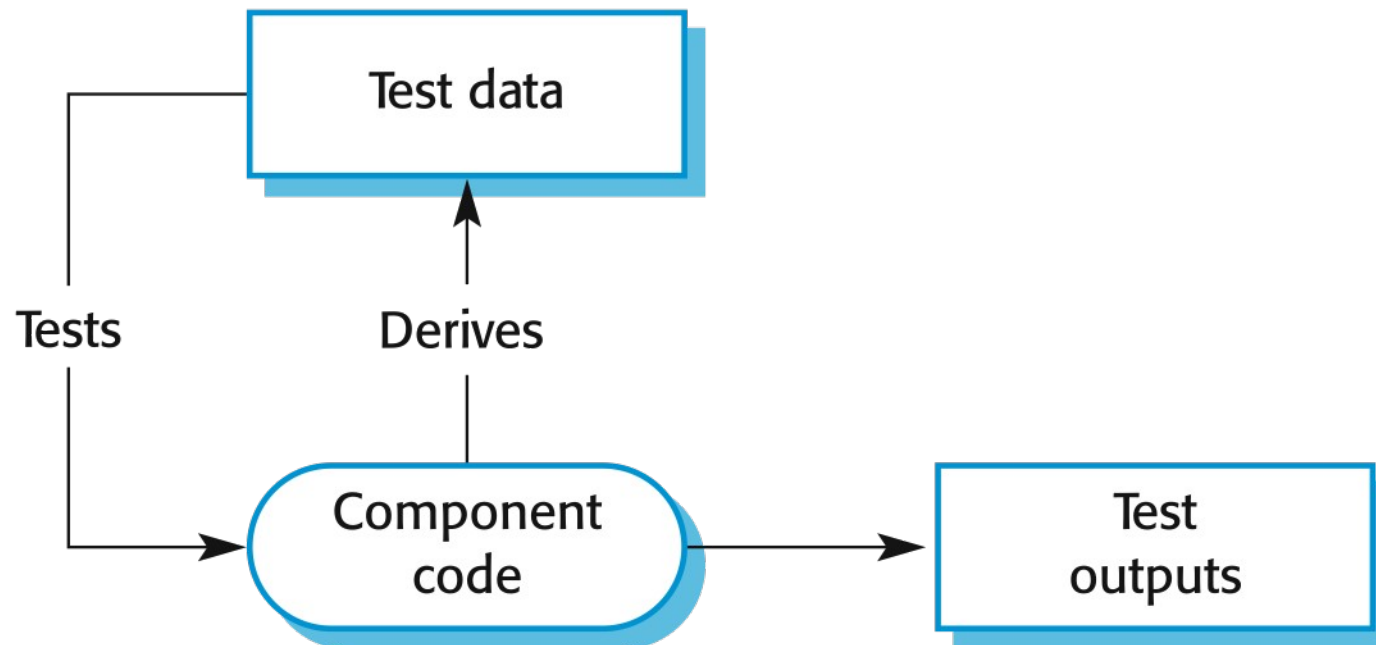 Test data
Tests
Derives
Component
code
Test
outputs